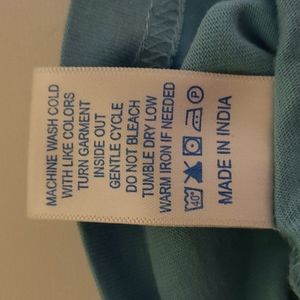 MACHINE WASH COLD
WITH LIKE COLORS
TURN GARMENT
INSIDE OUT
GENTLE CYCLE
DO NOT BLEACH
TUMBLE DRY LOW
WARM IRON IF NEEDED
40°
P
MADE IN INDIA